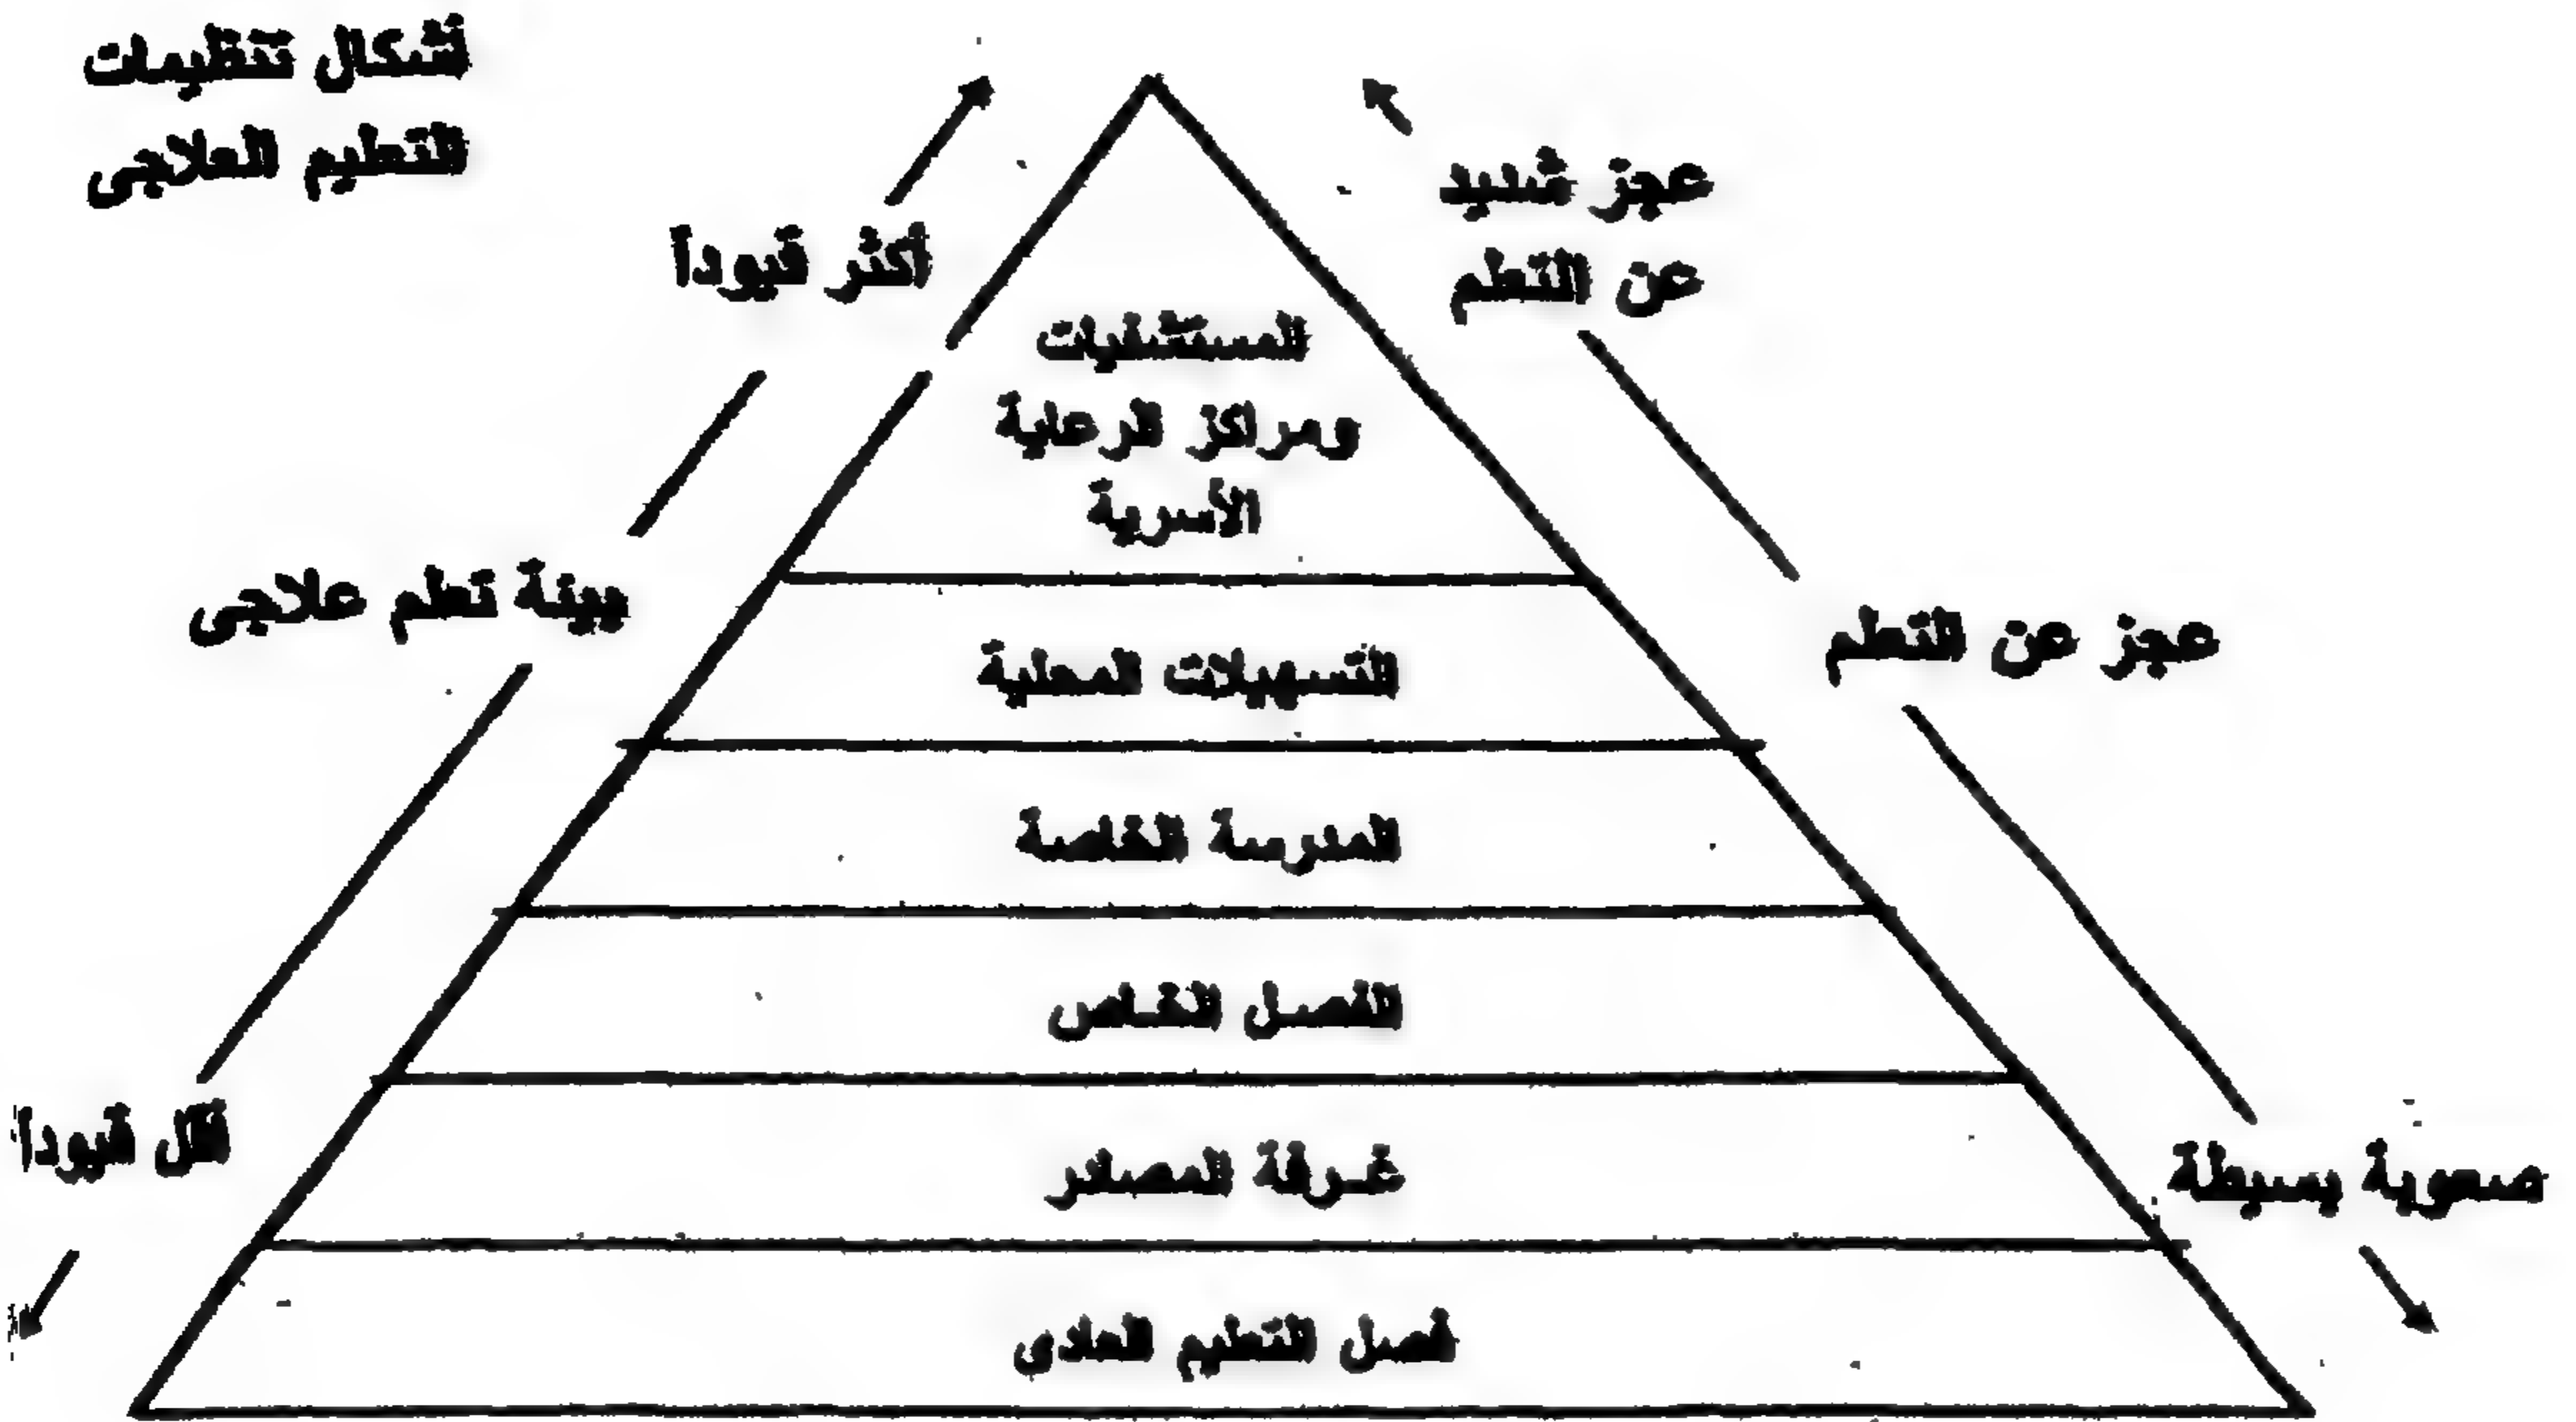 أشكال تنظيمات
التعليم العلاجى
عجز شديد
عن التعلم
أكثر قيوداً
المستشفيات
ومراكز الرعاية
الأسرية
عجز عن التعلم
بيئة تعلم علاجى
التسهيلات المحلية
المدرسة الخاصة
الفصل الخاص
صعوبة بسيطة
غرفة المصادر
أقل قيوداً
فصل التعليم العادى